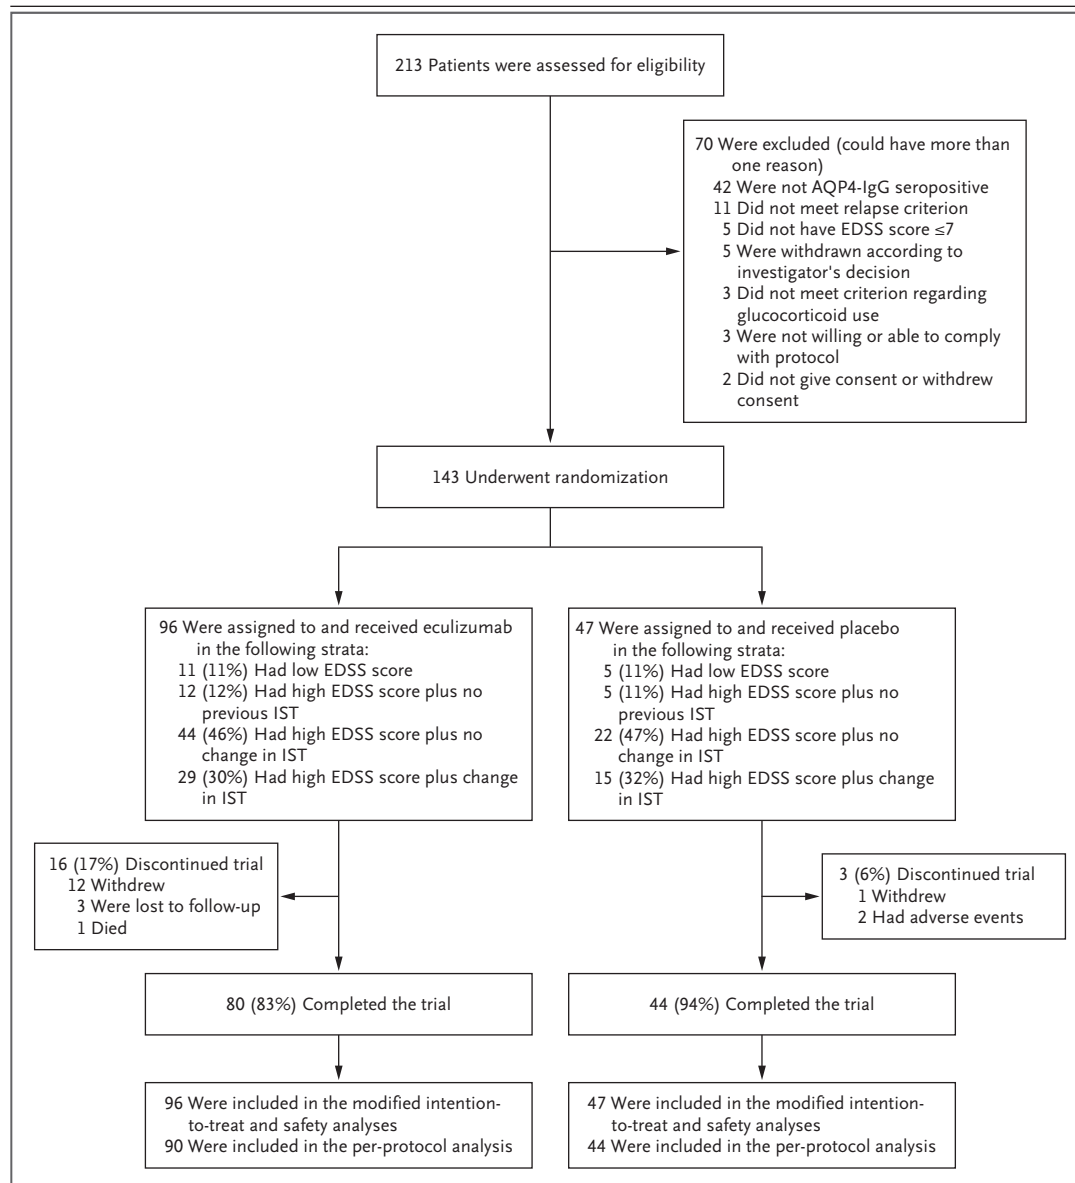 213 Patients were assessed for eligibility
70 Were excluded (could have more than
one reason)
42 Were not AQP4-IgG seropositive
11 Did not meet relapse criterion
5 Did not have EDSS score ≤7
5 Were withdrawn according to
investigator's decision
3 Did not meet criterion regarding
glucocorticoid use
3 Were not willing or able to comply
with protocol
2 Did not give consent or withdrew
consent
143 Underwent randomization
96 Were assigned to and received eculizumab
in the following strata:
11 (11%) Had low EDSS score
12 (12%) Had high EDSS score plus no
previous IST
44 (46%) Had high EDSS score plus no
change in IST
29 (30%) Had high EDSS score plus change
in IST
47 Were assigned to and received placebo
in the following strata:
5 (11%) Had low EDSS score
5 (11%) Had high EDSS score plus no
previous IST
22 (47%) Had high EDSS score plus no
change in IST
15 (32%) Had high EDSS score plus change
in IST
16 (17%) Discontinued trial
12 Withdrew
3 Were lost to follow-up
1 Died
3 (6%) Discontinued trial
1 Withdrew
2 Had adverse events
80 (83%) Completed the trial
44 (94%) Completed the trial
96 Were included in the modified intention-
to-treat and safety analyses
90 Were included in the per-protocol analysis
47 Were included in the modified intention-
to-treat and safety analyses
44 Were included in the per-protocol analysis